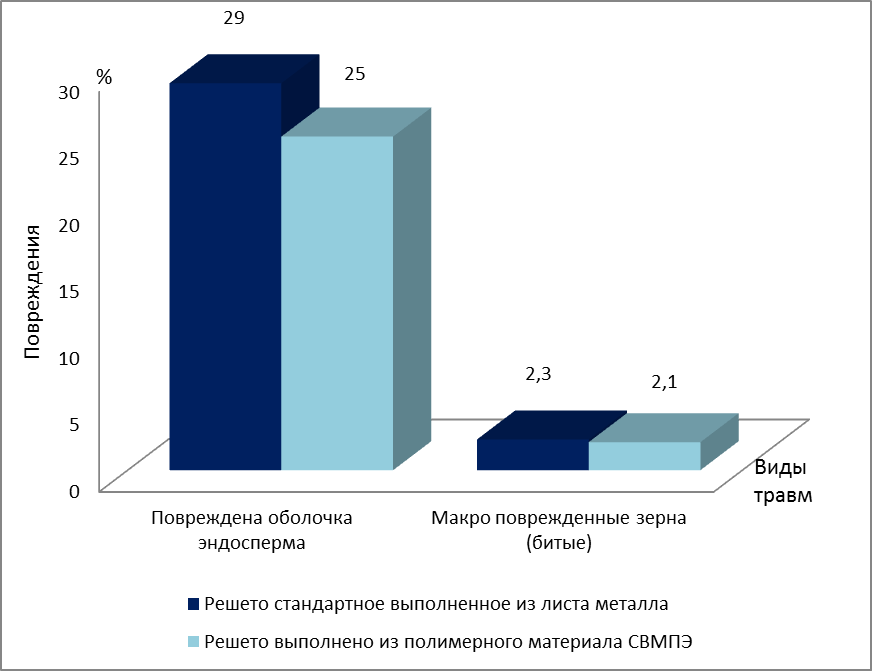 29
%
25
30
25
20
15
10
5
0
Повреждения
2,3
2,1
Виды
травм
Повреждена оболочка
эндосперма
Макро поврежденные зерна
(битые)
Решето стандартное выполненное из листа металла
Решето выполнено из полимерного материала СВМПЭ